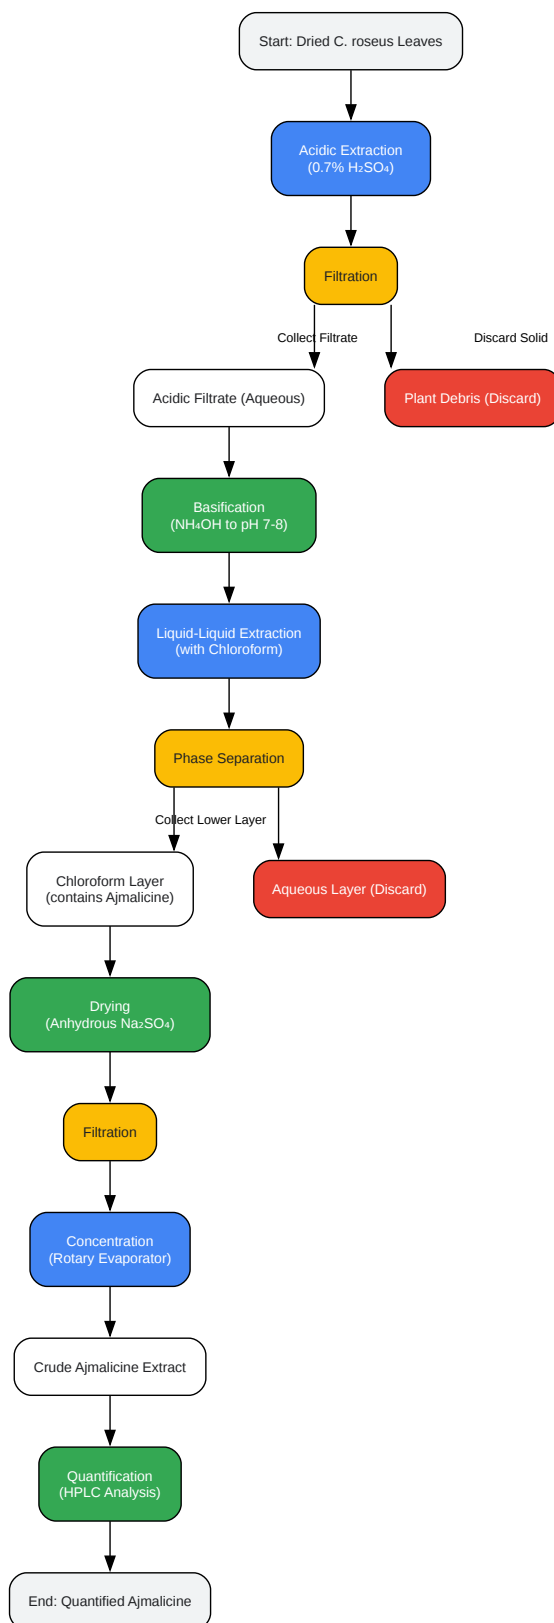 Start: Dried C. roseus Leaves
Acidic Extraction
(0.7% H₂SO₄)
Filtration
Collect Filtrate
Discard Solid
Acidic Filtrate (Aqueous)
Plant Debris (Discard)
Basification
(NH₄OH to pH 7-8)
Liquid-Liquid Extraction
(with Chloroform)
Phase Separation
Collect Lower Layer
Chloroform Layer
(contains Ajmalicine)
Aqueous Layer (Discard)
Drying
(Anhydrous Na₂SO₄)
Filtration
Concentration
(Rotary Evaporator)
Crude Ajmalicine Extract
Quantification
(HPLC Analysis)
End: Quantified Ajmalicine